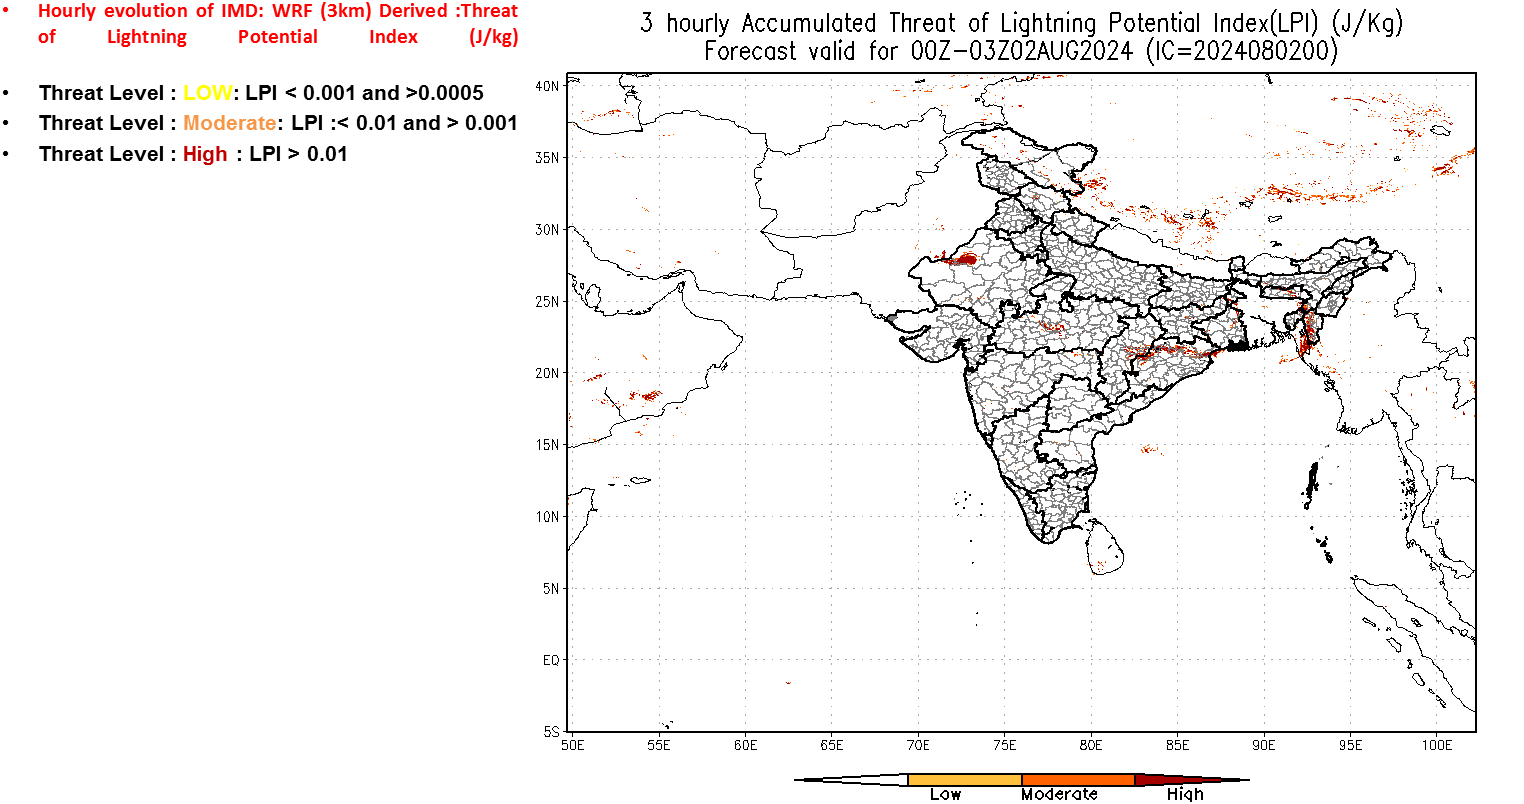 • Hourly evolution of IMD: WRF (3km) Derived :Threat
of Lightning Potential Index (J/kg)
• Threat Level : LOW: LPI < 0.001 and >0.0005
• Threat Level : Moderate: LPI :< 0.01 and > 0.001
• Threat Level : High : LPI > 0.01
3 hourly Accumulated Threat of Lightning Potential Index(LPI) (J/Kg)
Forecast valid for 00Z-03Z02AUG2024 (IC=2024080200)
40N
35N
30N
25N
20N
15N
10N
5N
EQ
5S
50E 55E 60E 65E 70E 75E 80E 85E 90E 95E 100E
Low Moderate High